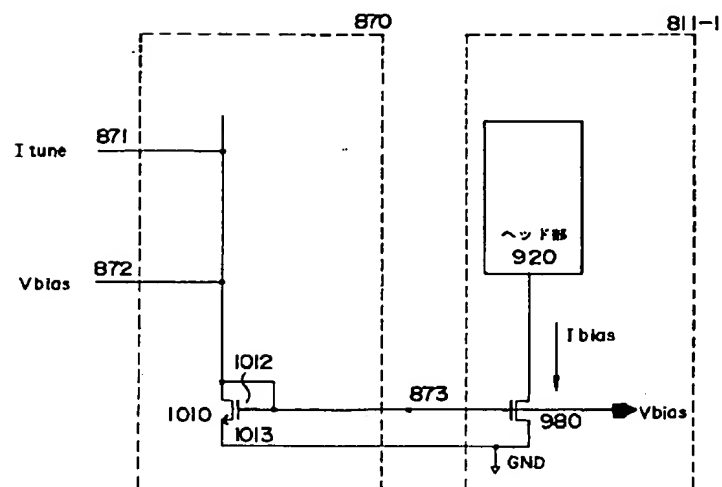 870
811-1
871
I tune
ヘッド部
920
872
Vbias
I bias
1012
873
1010
980
Vbias
1013
GND